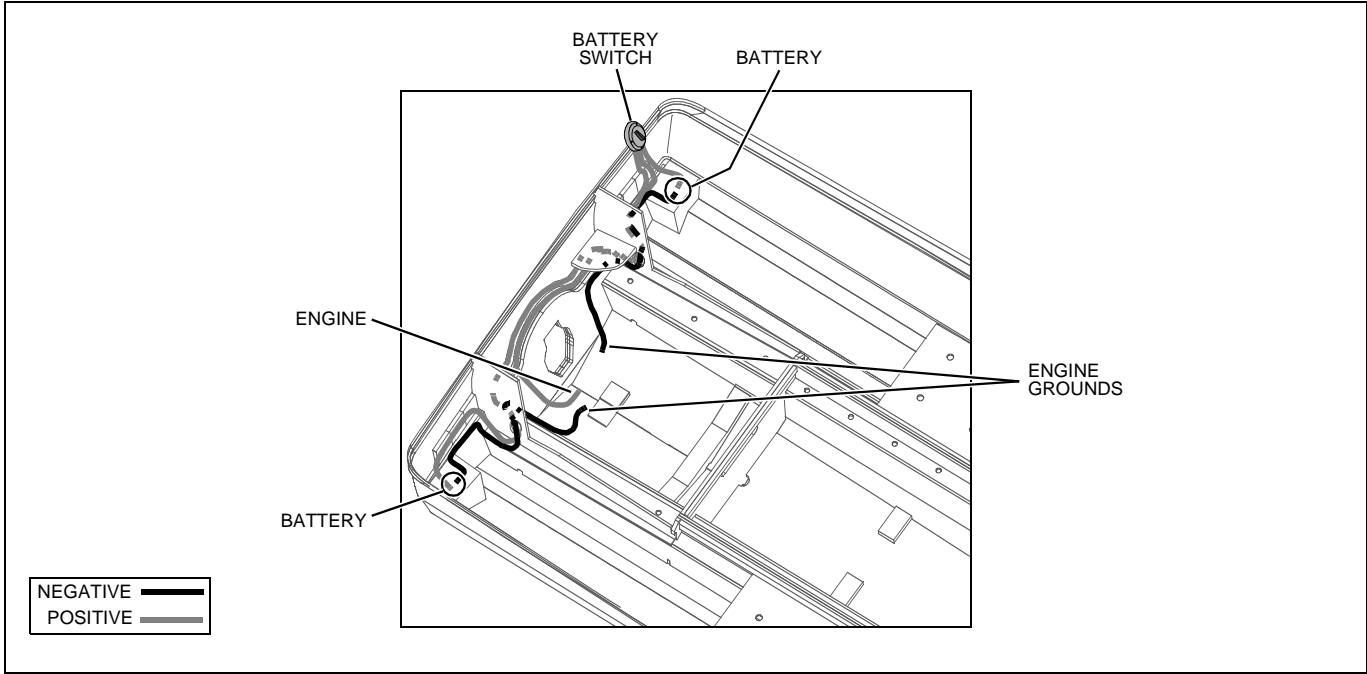 BATTERY
SWITCH
BATTERY
ENGINE
ENGINE
GROUNDS
BATTERY
NEGATIVE
POSITIVE